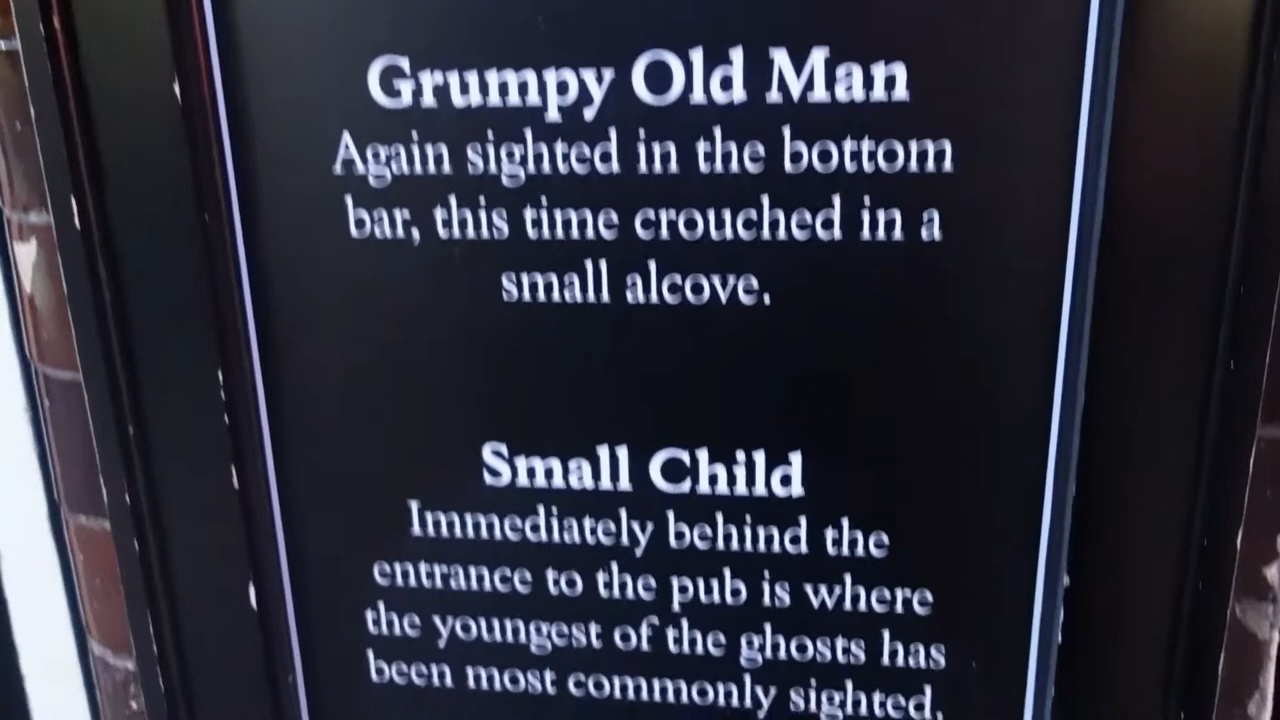 Grumpy Old Man
Again sighted in the bottom
bar, this time crouched in a
small alcove.
Small Child
Immediately behind the
entrance to the pub is where
the youngest of the ghosts has
been most commonly sighted.